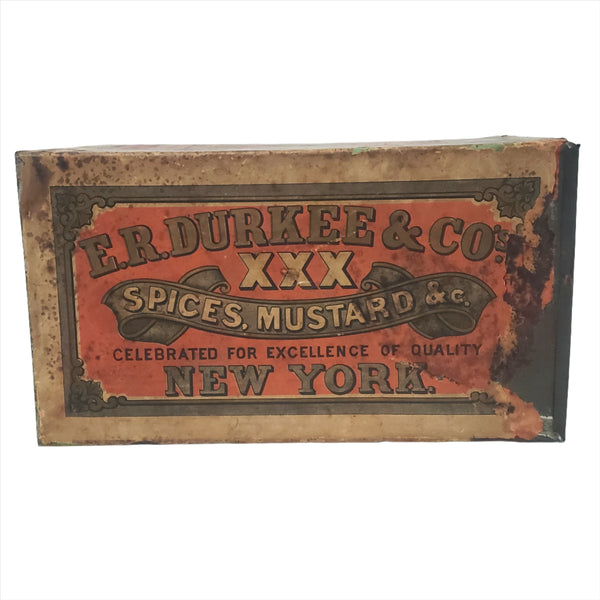 E.R. DURKEE & CO'S.
XXX
SPICES, MUSTARD &c.
CELEBRATED FOR EXCELLENCE OF QUALITY
NEW YORK.